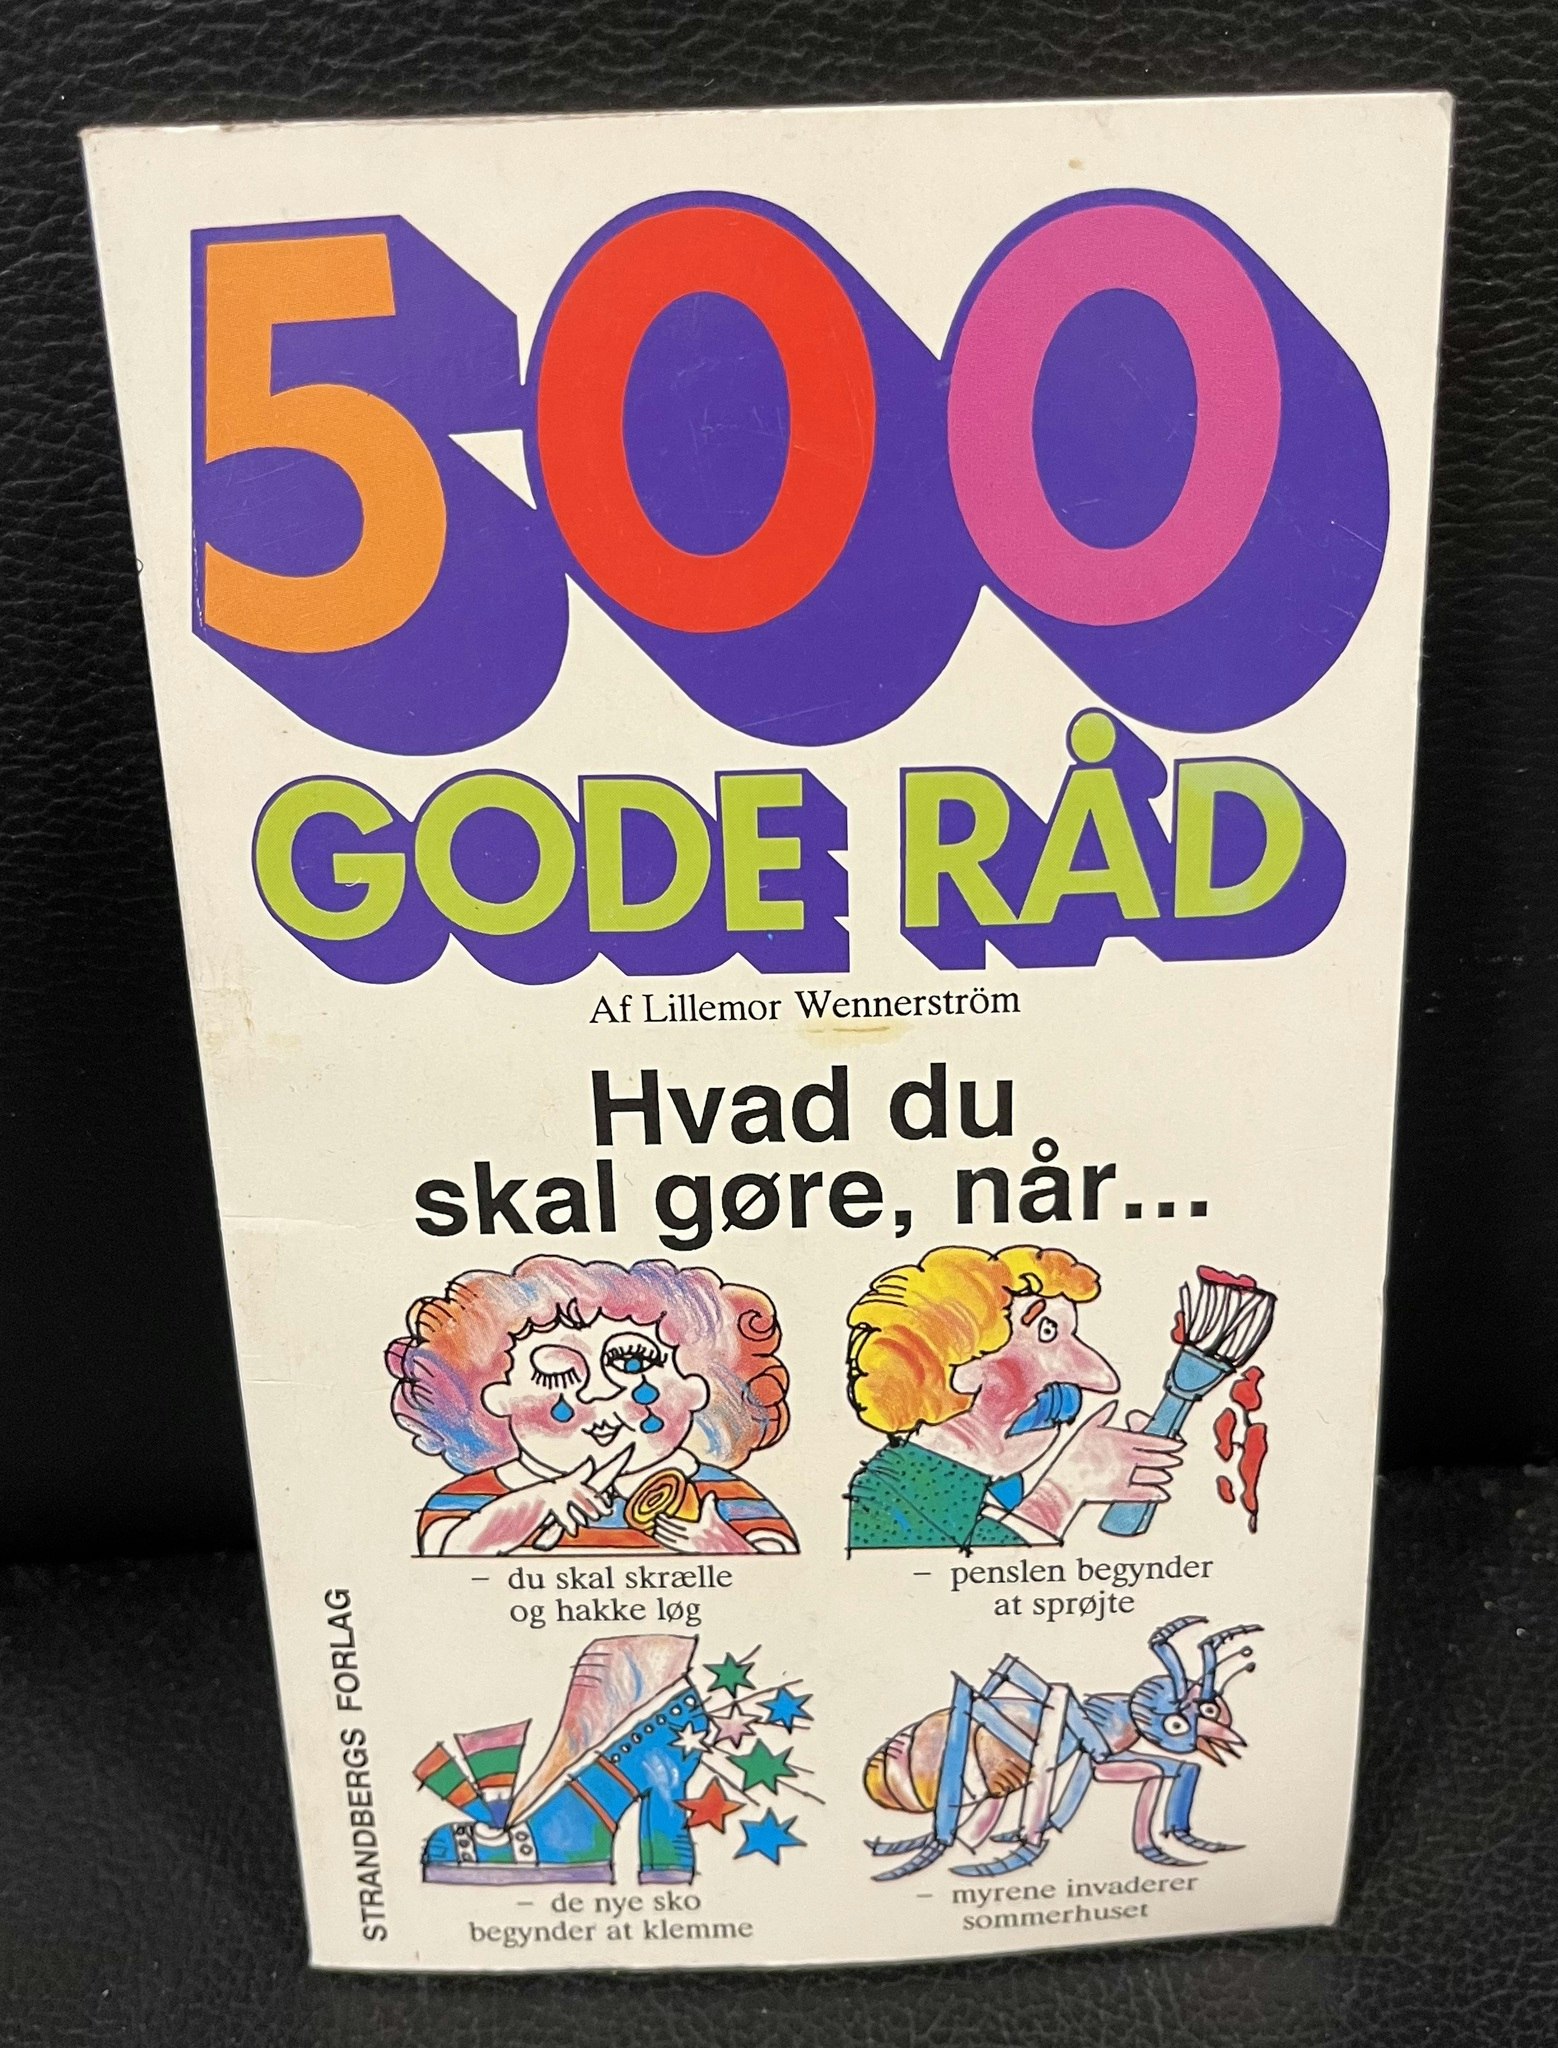 500
GODE RÅD
Af Lillemor Wennerström
Hvad du
skal gøre, når...
– du skal skrælle
og hakke løg
– penslen begynder
at sprøjte
– de nye sko
begynder at klemme
– myrene invaderer
sommerhuset
STRANDBERGS FORLAG